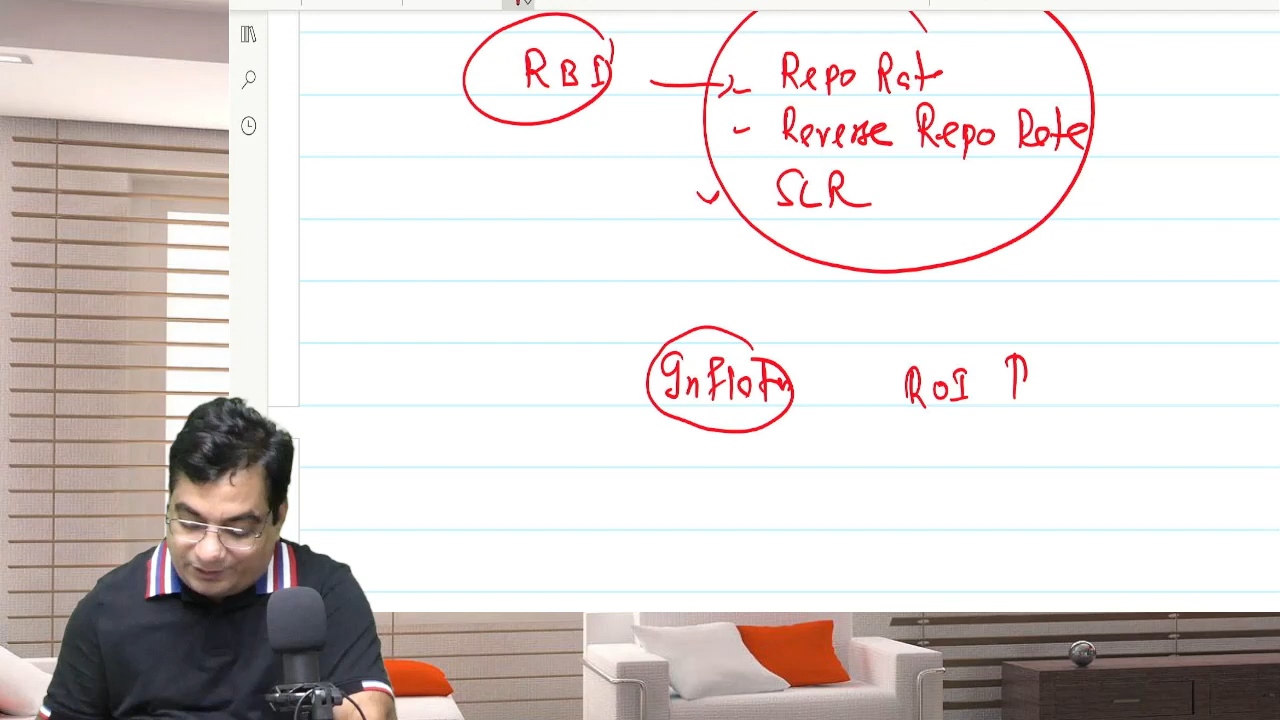 RBI
- Repo Rate
- Reverse Repo Rate
SLR
Inflation ROI ↑